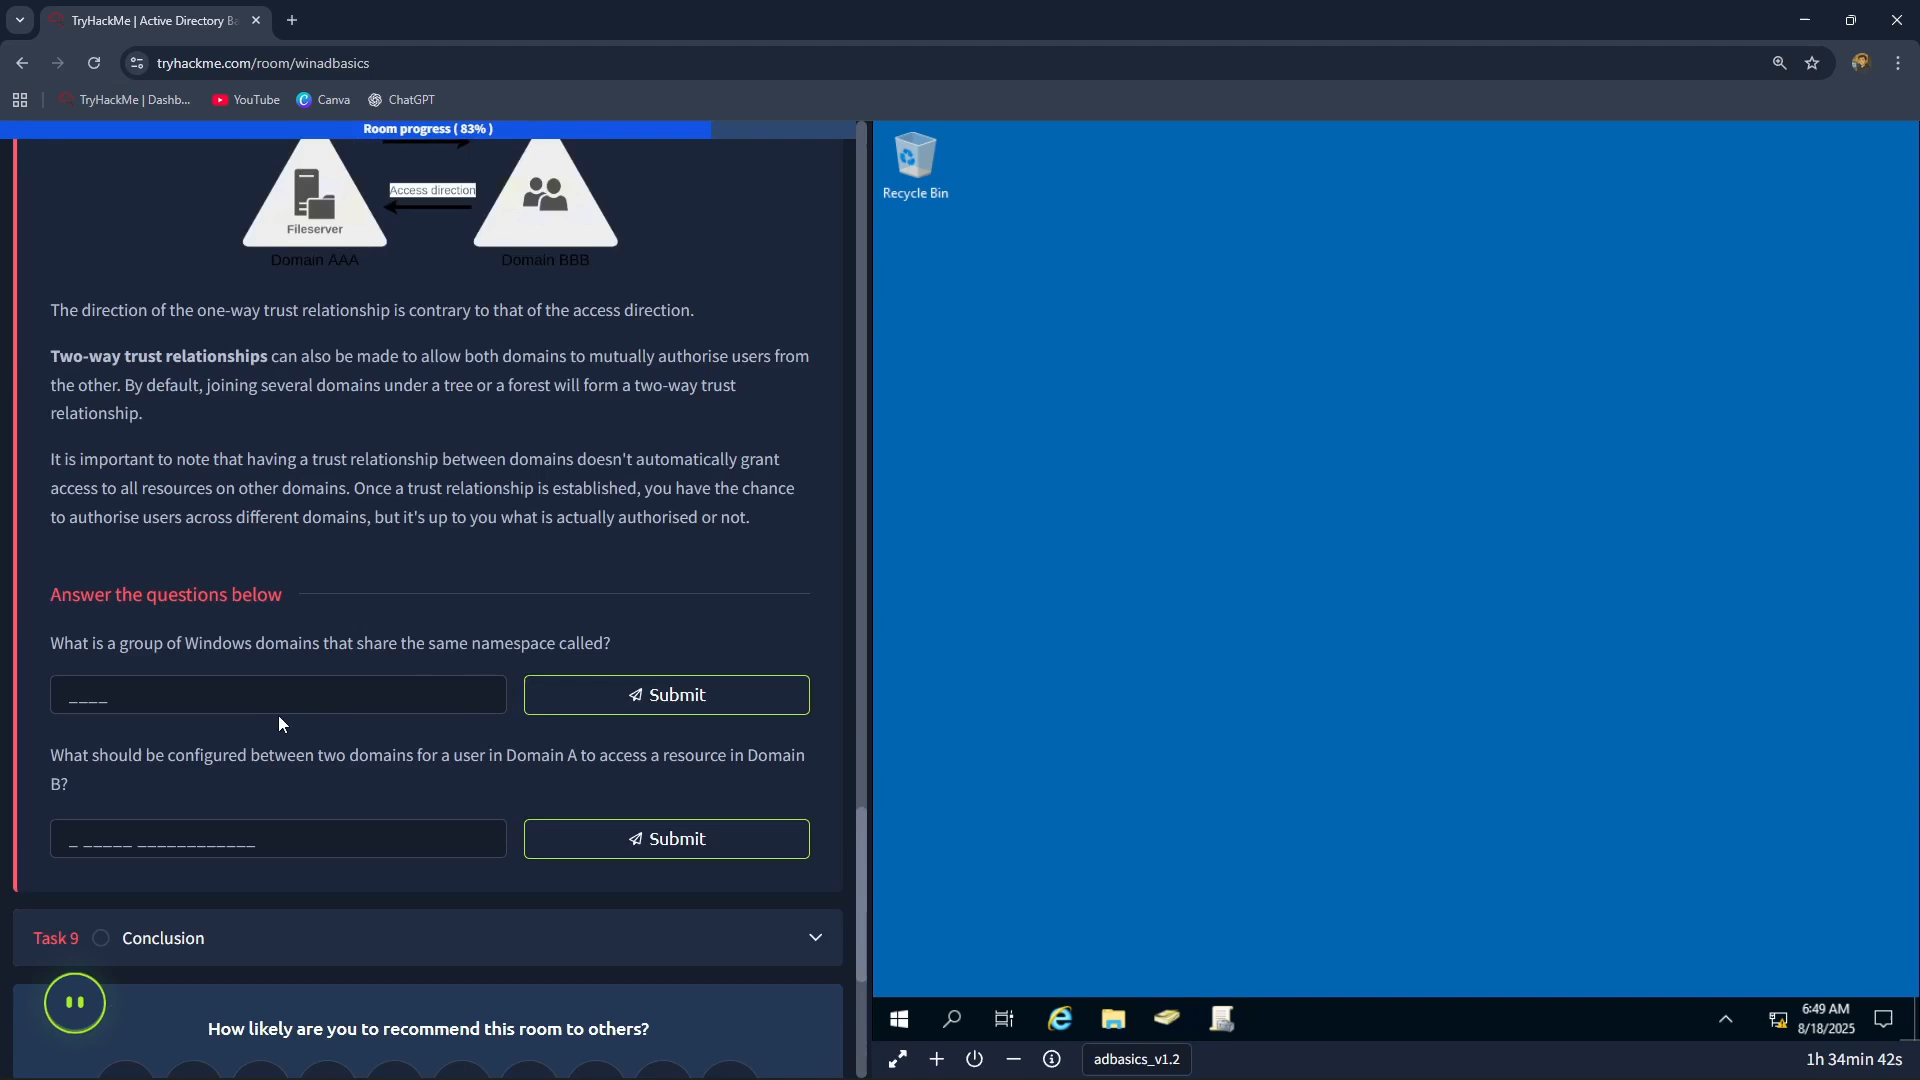 TryHackMe | Active Directory Ba
tryhackme.com/room/winadbasics
TryHackMe | Dashb...
YouTube
Canva
ChatGPT
Room progress ( 83% )
Access direction
Fileserver
Domain AAA
Domain BBB
The direction of the one-way trust relationship is contrary to that of the access direction.
Two-way trust relationships can also be made to allow both domains to mutually authorise users from
the other. By default, joining several domains under a tree or a forest will form a two-way trust
relationship.
It is important to note that having a trust relationship between domains doesn't automatically grant
access to all resources on other domains. Once a trust relationship is established, you have the chance
to authorise users across different domains, but it's up to you what is actually authorised or not.
Answer the questions below
What is a group of Windows domains that share the same namespace called?
____
Submit
What should be configured between two domains for a user in Domain A to access a resource in Domain
B?
_ _____ ____________
Submit
Task 9
Conclusion
How likely are you to recommend this room to others?
Recycle Bin
6:49 AM
8/18/2025
adbasics_v1.2
1h 34min 42s